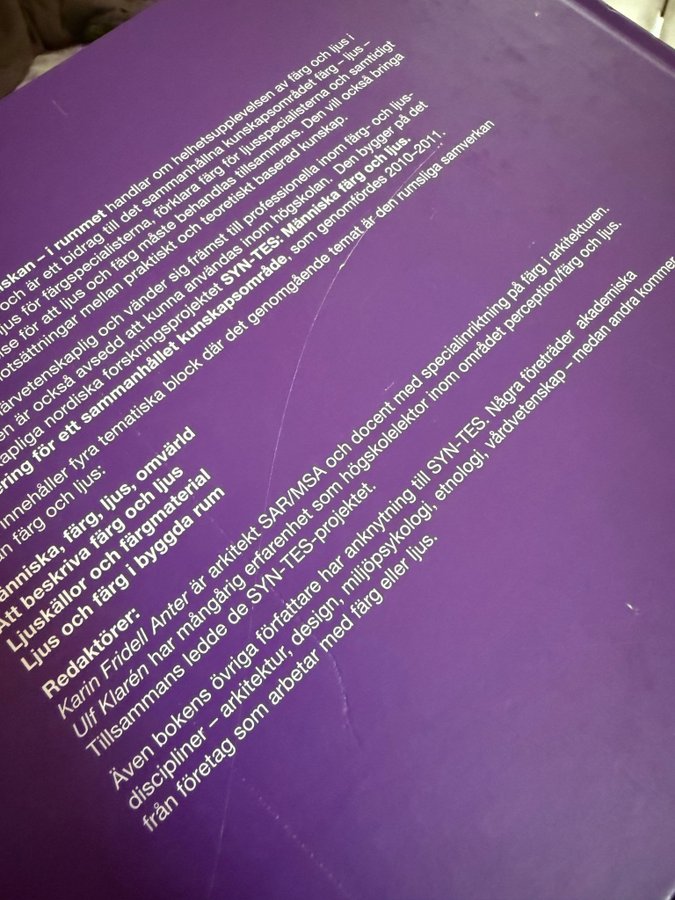 skan – i rummet handlar om helhetsupplevelsen av färg och ljus i
och är ett bidrag till det sammanhållna kunskapsområdet färg – ljus –
ljus för färgspecialisterna, förklara färg för ljusspecialisterna och samtidigt
se för att ljus och färg måste behandlas tillsammans. Den vill också bringa
otsättningar mellan praktiskt och teoretiskt baserad kunskap.
ärvetenskaplig och vänder sig främst till professionella inom färg- och ljus-
en är också avsedd att kunna användas inom högskolan. Den bygger på det
kapliga nordiska forskningsprojektet SYN-TES: Människa färg och ljus.
ering för ett sammanhållet kunskapsområde, som genomfördes 2010–2011.
innehåller fyra tematiska block där det genomgående temat är den rumsliga samverkan
n färg och ljus:
änniska, färg, ljus, omvärld
Att beskriva färg och ljus
Ljuskällor och färgmaterial
Ljus och färg i byggda rum
Redaktörer:
Karin Fridell Anter är arkitekt SAR/MSA och docent med specialinriktning på färg i arkitekturen.
Ulf Klarén har mångårig erfarenhet som högskolelektor inom området perception/färg och ljus.
Tillsammans ledde de SYN-TES-projektet.
Även bokens övriga författare har anknytning till SYN-TES. Några företräder akademiska
discipliner – arkitektur, design, miljöpsykologi, etnologi, vårdvetenskap – medan andra kommer
från företag som arbetar med färg eller ljus.